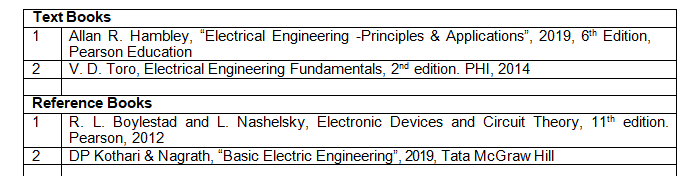 Text Books
1 Allan R. Hambley, “Electrical Engineering -Principles & Applications”, 2019, 6th Edition,
Pearson Education
2 V. D. Toro, Electrical Engineering Fundamentals, 2nd edition. PHI, 2014
Reference Books
1 R. L. Boylestad and L. Nashelsky, Electronic Devices and Circuit Theory, 11th edition.
Pearson, 2012
2 DP Kothari & Nagrath, “Basic Electric Engineering”, 2019, Tata McGraw Hill